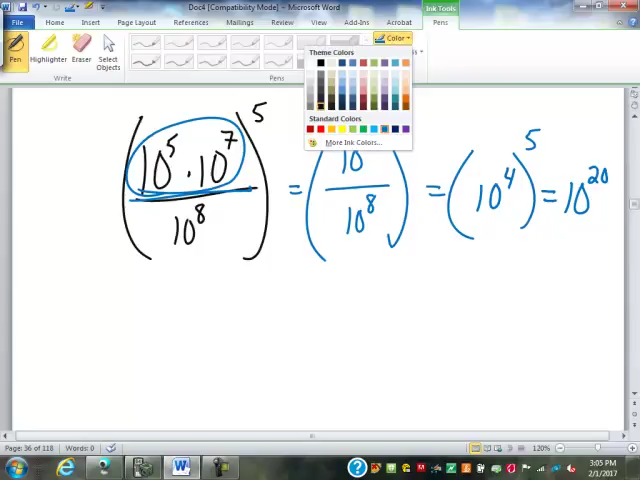 Doc4 [Compatibility Mode] - Microsoft Word
Ink Tools
File Home Insert Page Layout References Mailings Review View Add-Ins Acrobat Pens
Pen Highlighter Eraser Select Objects
Color
Write Pens
Theme Colors
Standard Colors
More Ink Colors...
(10^5 · 10^7 / 10^8)^5 = (10 / 10^8) = (10^4)^5 = 10^20
Page: 36 of 118 Words: 0 120%
3:05 PM
2/1/2017